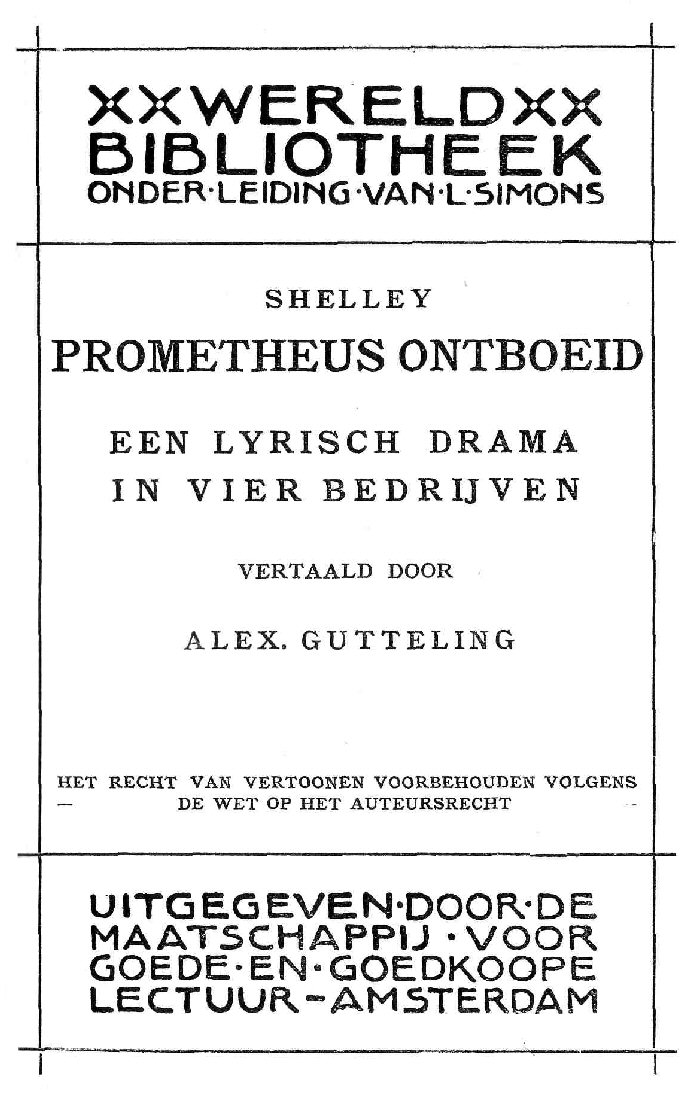 ××WERELD××
BIBLIOTHEEK
ONDER·LEIDING·VAN·L·SIMONS
SHELLEY
PROMETHEUS ONTBOEID
EEN LYRISCH DRAMA
IN VIER BEDRIJVEN
VERTAALD DOOR
ALEX. GUTTELING
HET RECHT VAN VERTOONEN VOORBEHOUDEN VOLGENS
— DE WET OP HET AUTEURSRECHT —
UITGEGEVEN·DOOR·DE
MAATSCHAPPIJ·VOOR
GOEDE·EN·GOEDKOOPE
LECTUUR-AMSTERDAM